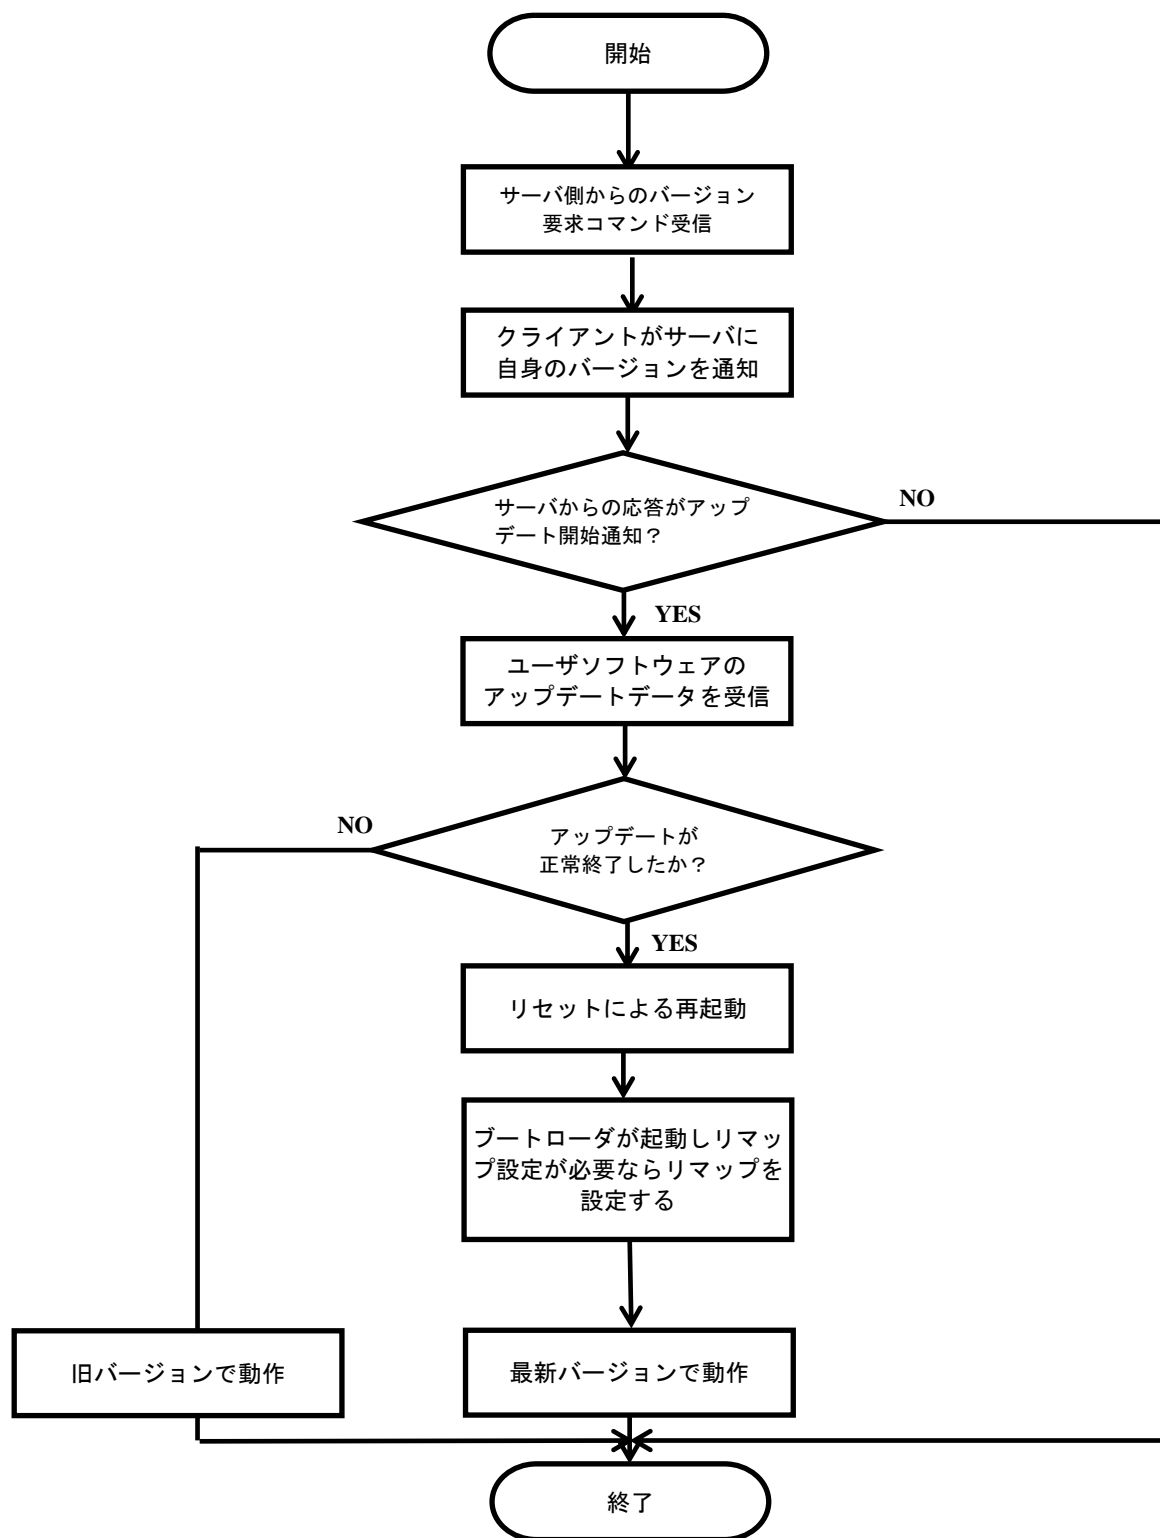 開始
サーバ側からのバージョン
要求コマンド受信
クライアントがサーバに
自身のバージョンを通知
サーバからの応答がアップ
デート開始通知？
NO
YES
ユーザソフトウェアの
アップデートデータを受信
アップデートが
正常終了したか？
NO
YES
リセットによる再起動
ブートローダが起動しリマッ
プ設定が必要ならリマップを
設定する
旧バージョンで動作
最新バージョンで動作
終了